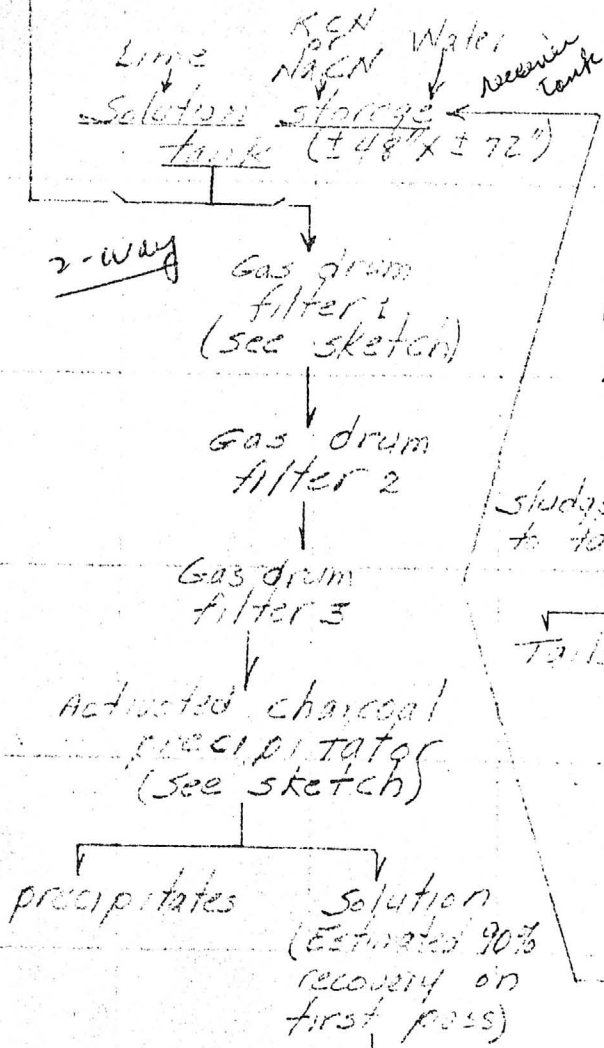 KCN
or
Lime NaCN Water
receiver
tank
Solution storage
tank (±48"x ±72")
2-way
Gas drum
filter 1
(see sketch)
Gas drum
filter 2
Gas drum
filter 3
to
Tails
Activated charcoal
precipitator
(see sketch)
precipitates
Solution
(Estimated 90%
recovery on
first pass)